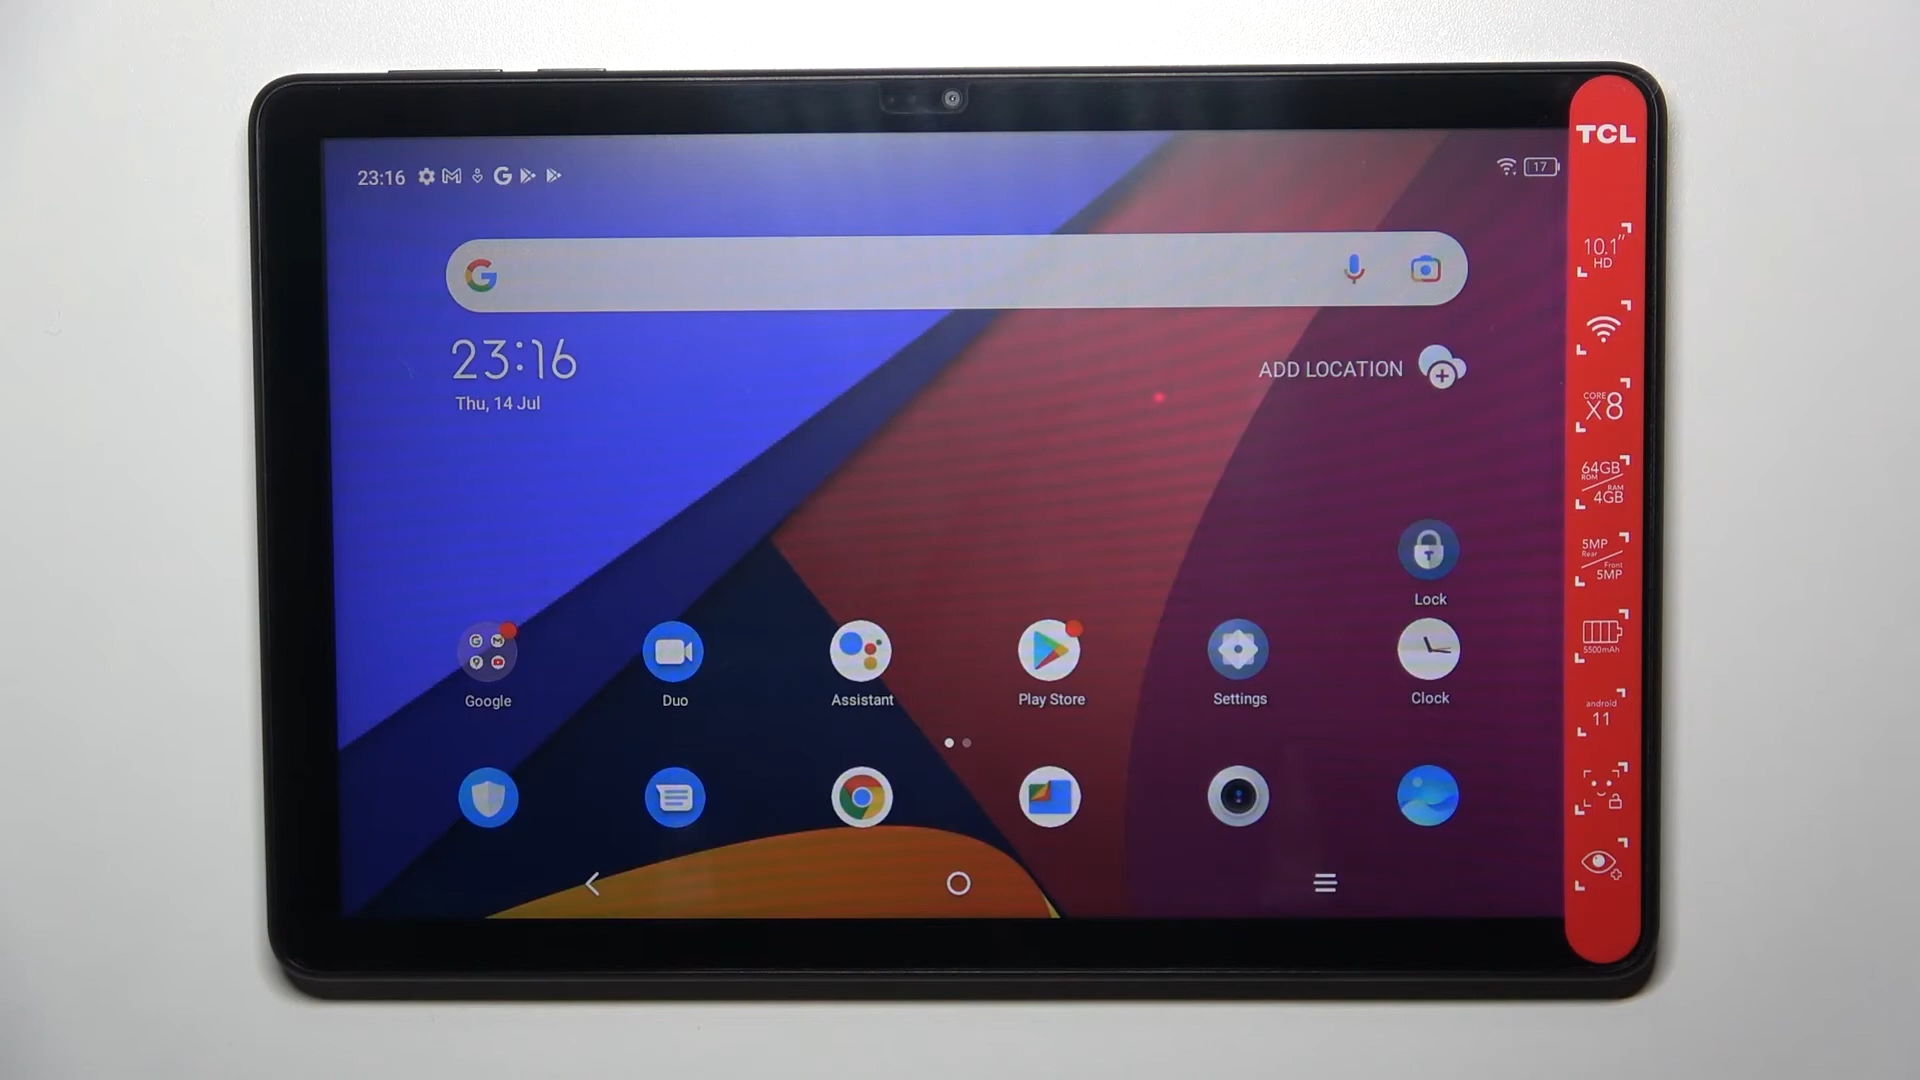 23:16
17
23:16
Thu, 14 Jul
ADD LOCATION
Lock
Google
Duo
Assistant
Play Store
Settings
Clock
TCL
10.1"
HD
CORE
X8
64GB
ROM
RAM
4GB
5MP
Rear
Front
5MP
5500mAh
android
11